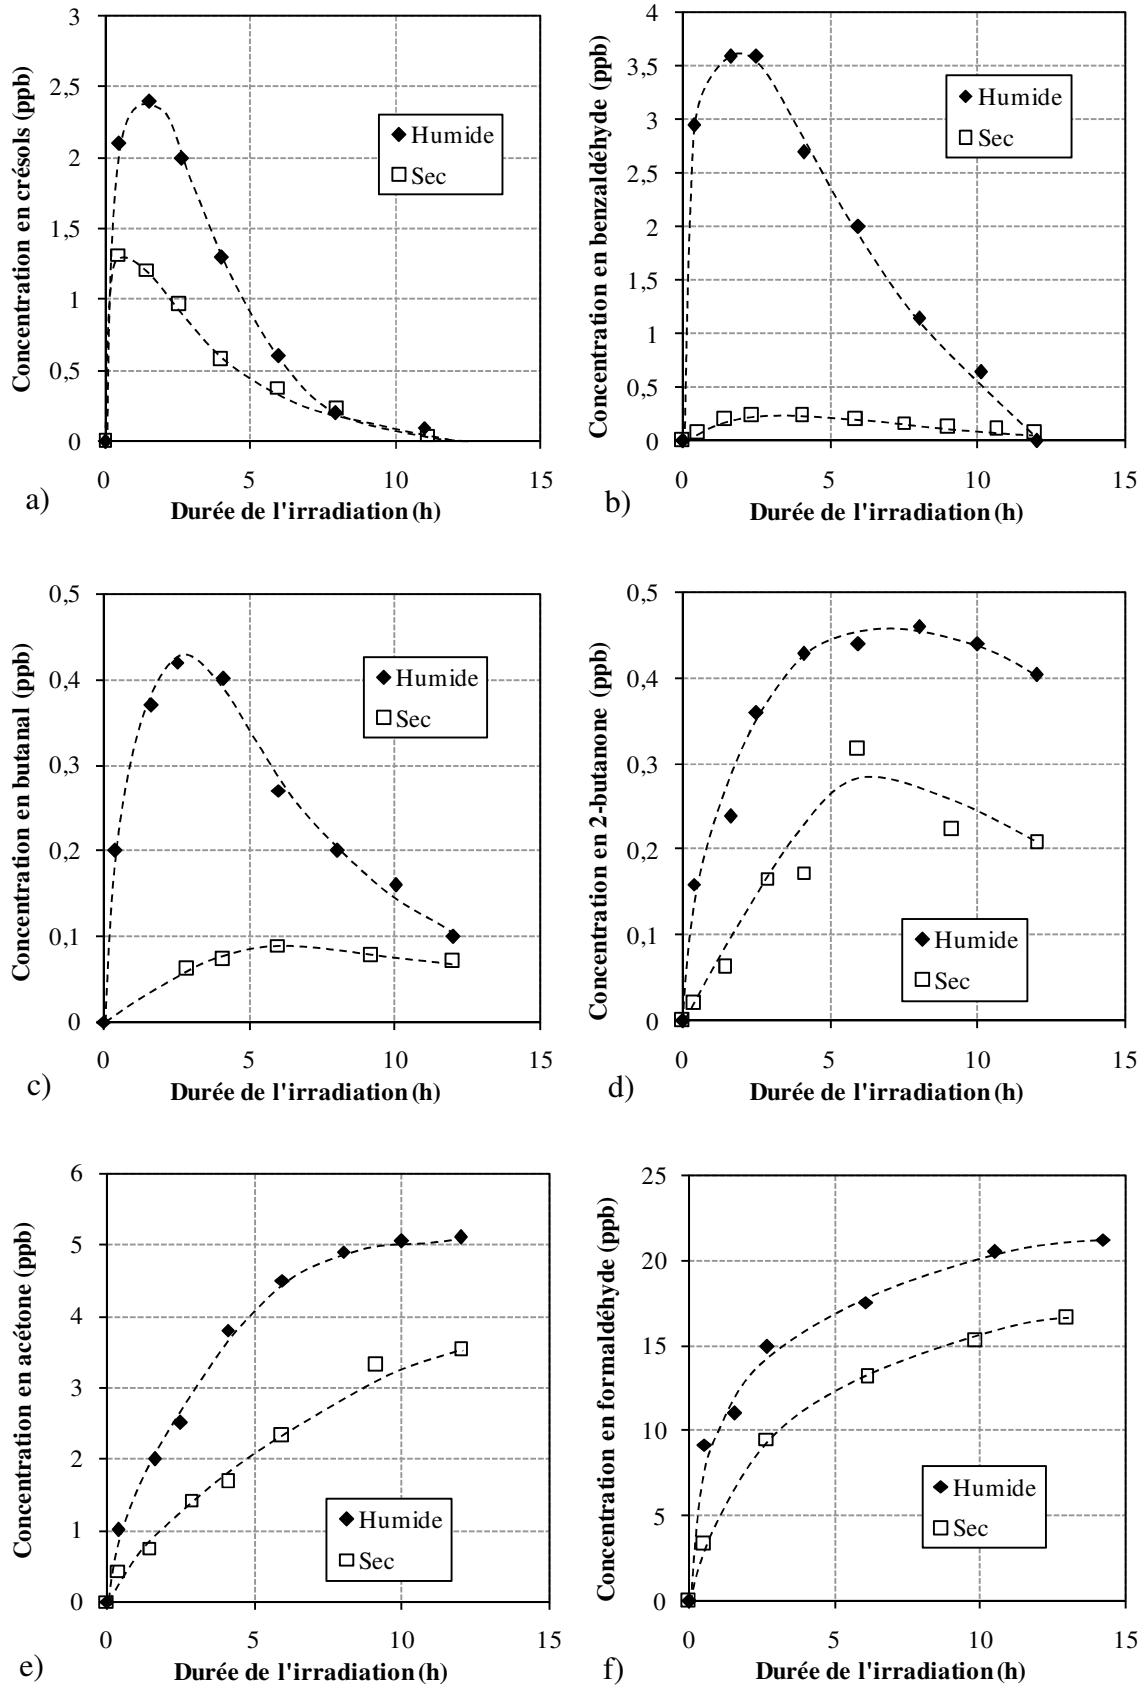 3
2,5
2
1,5
1
0,5
0
0
5
10
15
Concentration en crésols (ppb)
Humide
Sec
Durée de l'irradiation (h)
a)
4
3,5
3
2,5
2
1,5
1
0,5
0
0
5
10
15
Concentration en benzaldéhyde (ppb)
Humide
Sec
Durée de l'irradiation (h)
b)
0,5
0,4
0,3
0,2
0,1
0
0
5
10
15
Concentration en butanal (ppb)
Humide
Sec
Durée de l'irradiation (h)
c)
0,5
0,4
0,3
0,2
0,1
0
0
5
10
15
Concentration en 2-butanone (ppb)
Humide
Sec
Durée de l'irradiation (h)
d)
6
5
4
3
2
1
0
0
5
10
15
Concentration en acétone (ppb)
Humide
Sec
Durée de l'irradiation (h)
e)
25
20
15
10
5
0
0
5
10
15
Concentration en formaldéhyde (ppb)
Humide
Sec
Durée de l'irradiation (h)
f)